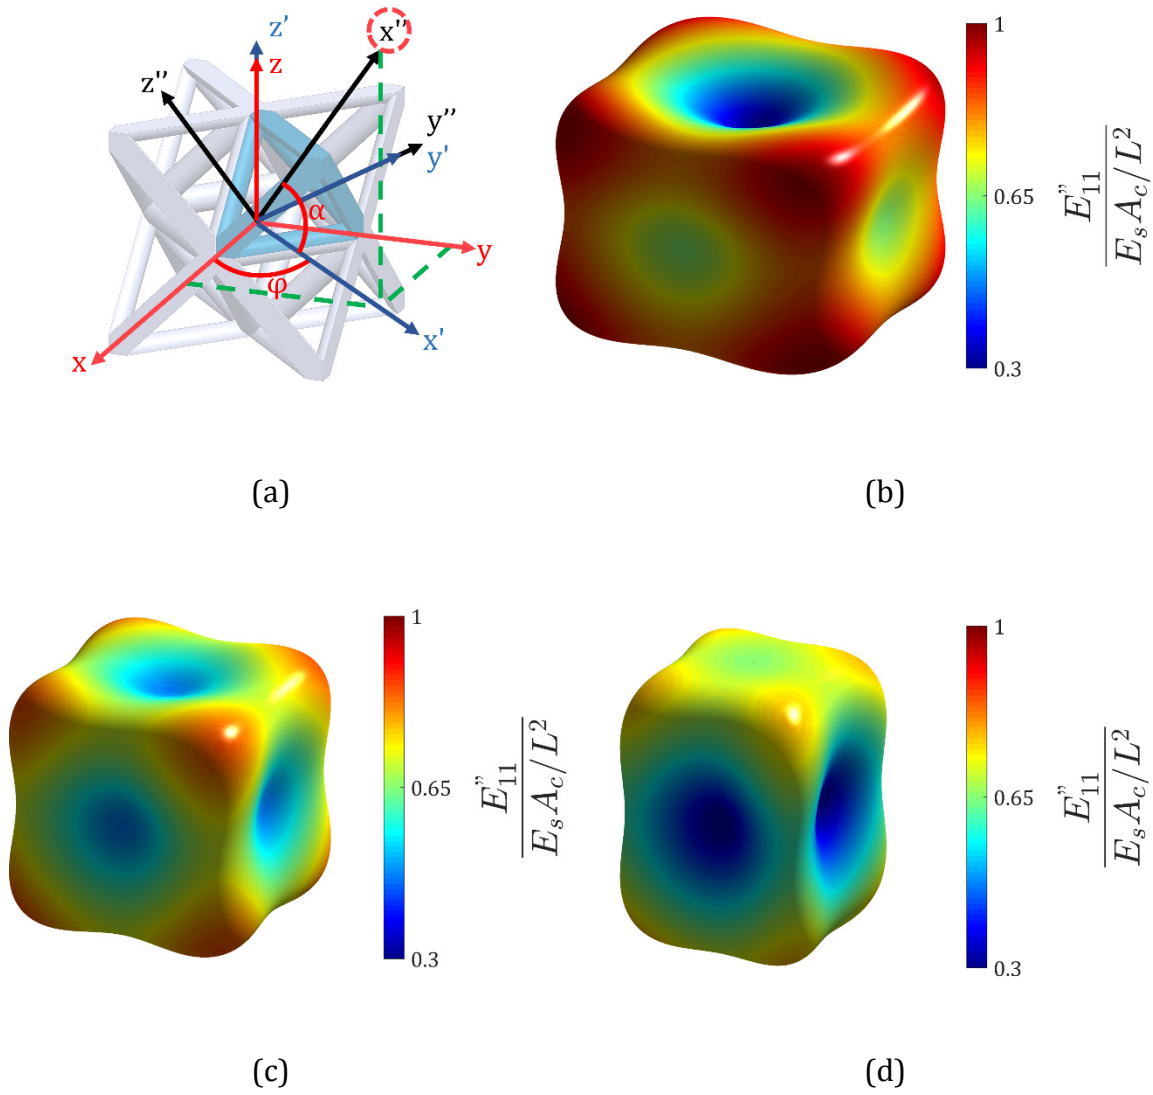 (a)
z'
z
x''
z''
y''
y'
α
y
φ
x'
x
1
0.65
0.3
E''11
EsAc/L2
(b)
1
0.65
0.3
E''11
EsAc/L2
(c)
1
0.65
0.3
E''11
EsAc/L2
(d)